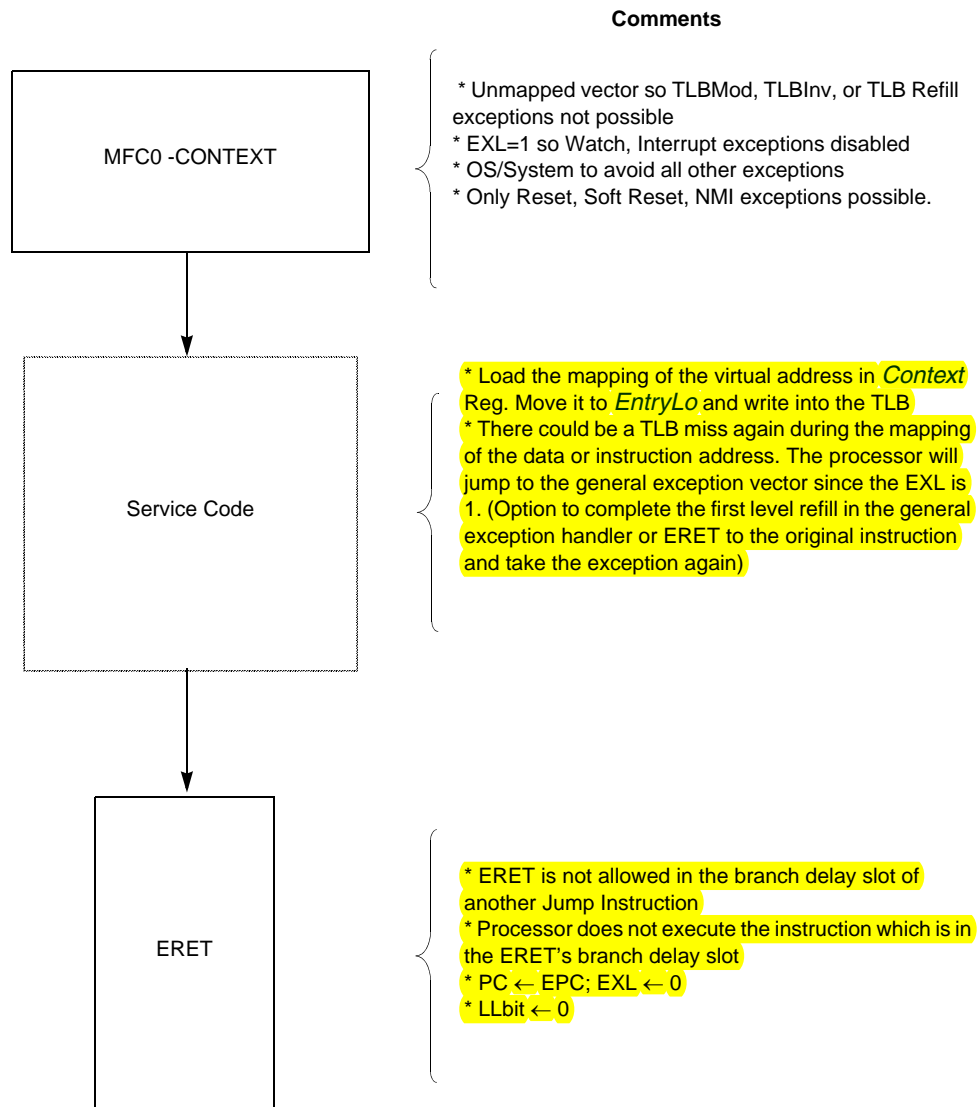 Comments
MFC0 -CONTEXT
* Unmapped vector so TLBMod, TLBInv, or TLB Refill
exceptions not possible
* EXL=1 so Watch, Interrupt exceptions disabled
* OS/System to avoid all other exceptions
* Only Reset, Soft Reset, NMI exceptions possible.
Service Code
* Load the mapping of the virtual address in Context
Reg. Move it to EntryLo and write into the TLB
* There could be a TLB miss again during the mapping
of the data or instruction address. The processor will
jump to the general exception vector since the EXL is
1. (Option to complete the first level refill in the general
exception handler or ERET to the original instruction
and take the exception again)
ERET
* ERET is not allowed in the branch delay slot of
another Jump Instruction
* Processor does not execute the instruction which is in
the ERET's branch delay slot
* PC ← EPC; EXL ← 0
* LLbit ← 0